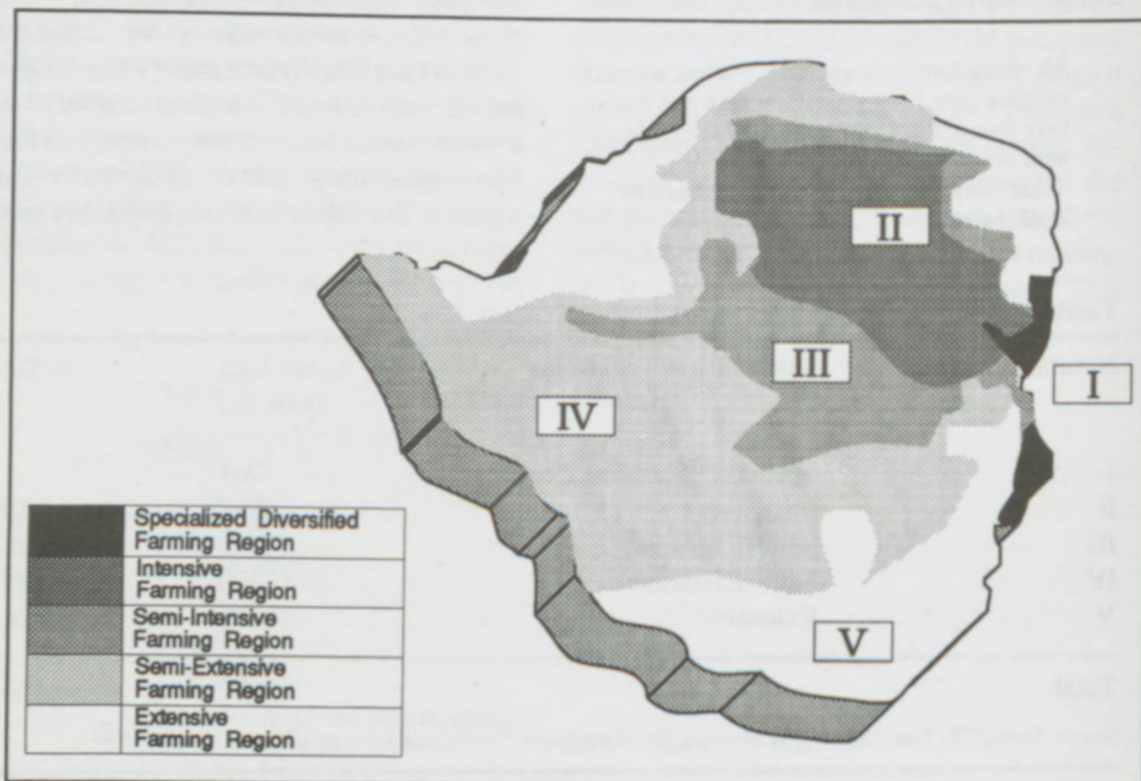 II
III
I
IV
V
Specialized Diversified
Farming Region
Intensive
Farming Region
Semi-Intensive
Farming Region
Semi-Extensive
Farming Region
Extensive
Farming Region